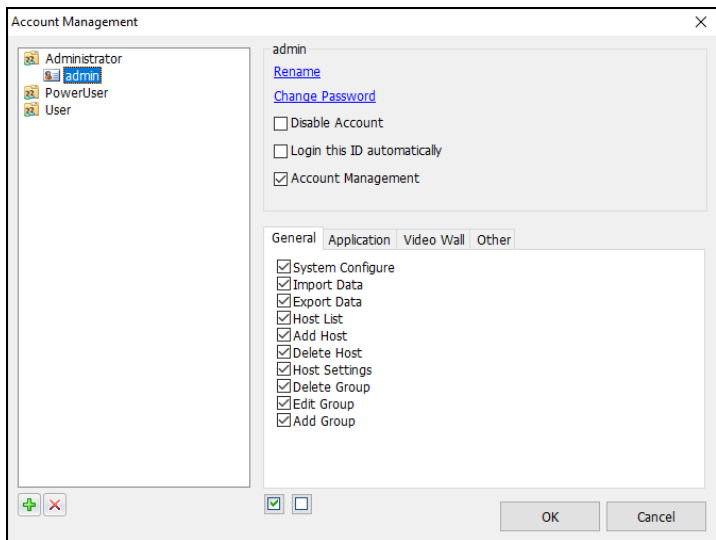 Account Management
Administrator
admin
PowerUser
User
admin
Rename
Change Password
Disable Account
Login this ID automatically
Account Management
General Application Video Wall Other
System Configure
Import Data
Export Data
Host List
Add Host
Delete Host
Host Settings
Delete Group
Edit Group
Add Group
OK Cancel